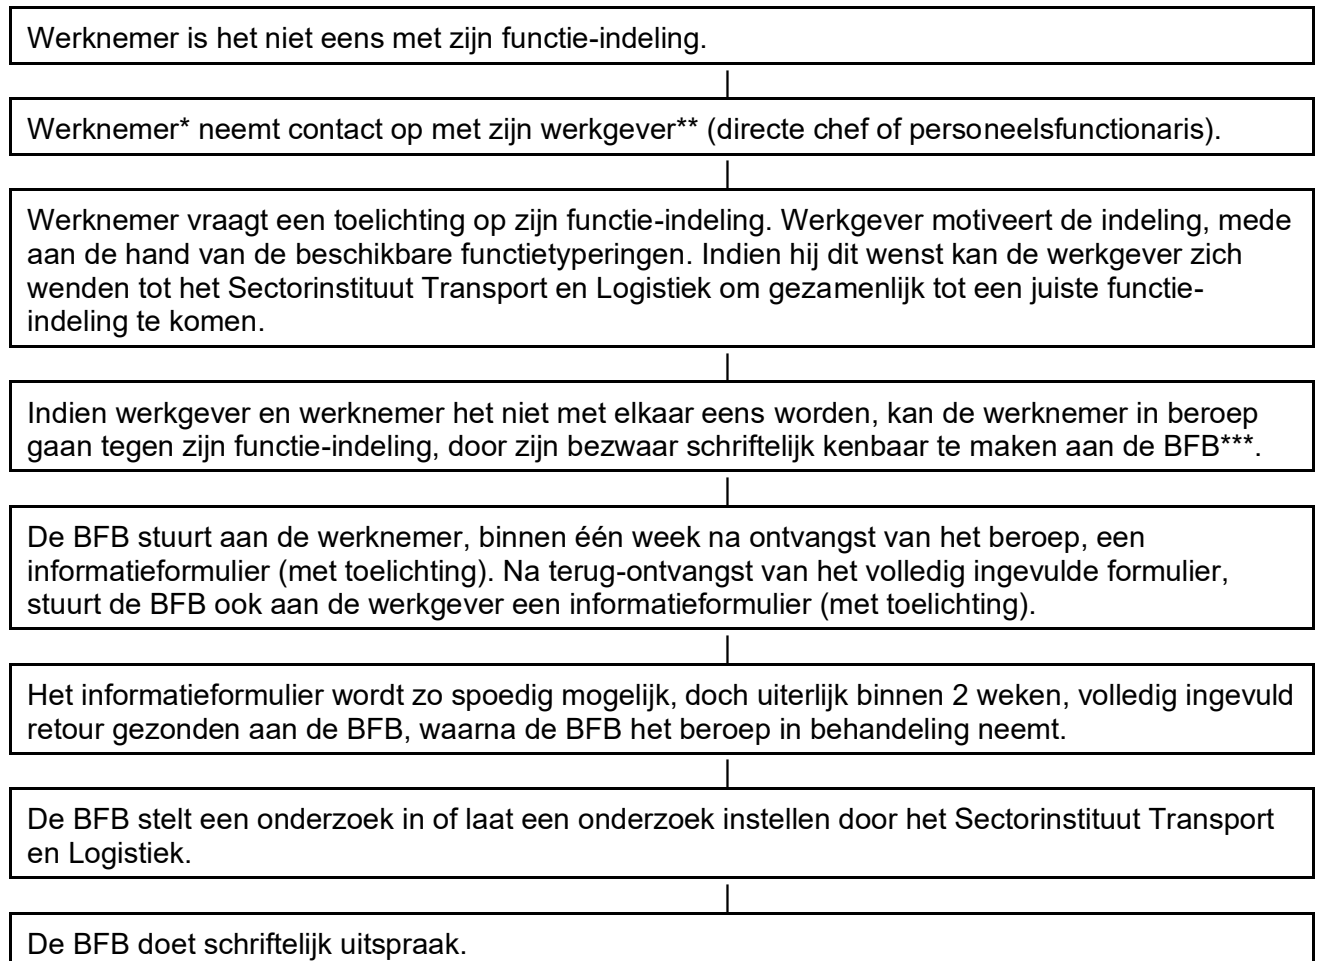 Werknemer is het niet eens met zijn functie-indeling.
Werknemer* neemt contact op met zijn werkgever** (directe chef of personeelsfunctionaris).
Werknemer vraagt een toelichting op zijn functie-indeling. Werkgever motiveert de indeling, mede
aan de hand van de beschikbare functietyperingen. Indien hij dit wenst kan de werkgever zich
wenden tot het Sectorinstituut Transport en Logistiek om gezamenlijk tot een juiste functie-
indeling te komen.
Indien werkgever en werknemer het niet met elkaar eens worden, kan de werknemer in beroep
gaan tegen zijn functie-indeling, door zijn bezwaar schriftelijk kenbaar te maken aan de BFB***.
De BFB stuurt aan de werknemer, binnen één week na ontvangst van het beroep, een
informatieformulier (met toelichting). Na terug-ontvangst van het volledig ingevulde formulier,
stuurt de BFB ook aan de werkgever een informatieformulier (met toelichting).
Het informatieformulier wordt zo spoedig mogelijk, doch uiterlijk binnen 2 weken, volledig ingevuld
retour gezonden aan de BFB, waarna de BFB het beroep in behandeling neemt.
De BFB stelt een onderzoek in of laat een onderzoek instellen door het Sectorinstituut Transport
en Logistiek.
De BFB doet schriftelijk uitspraak.